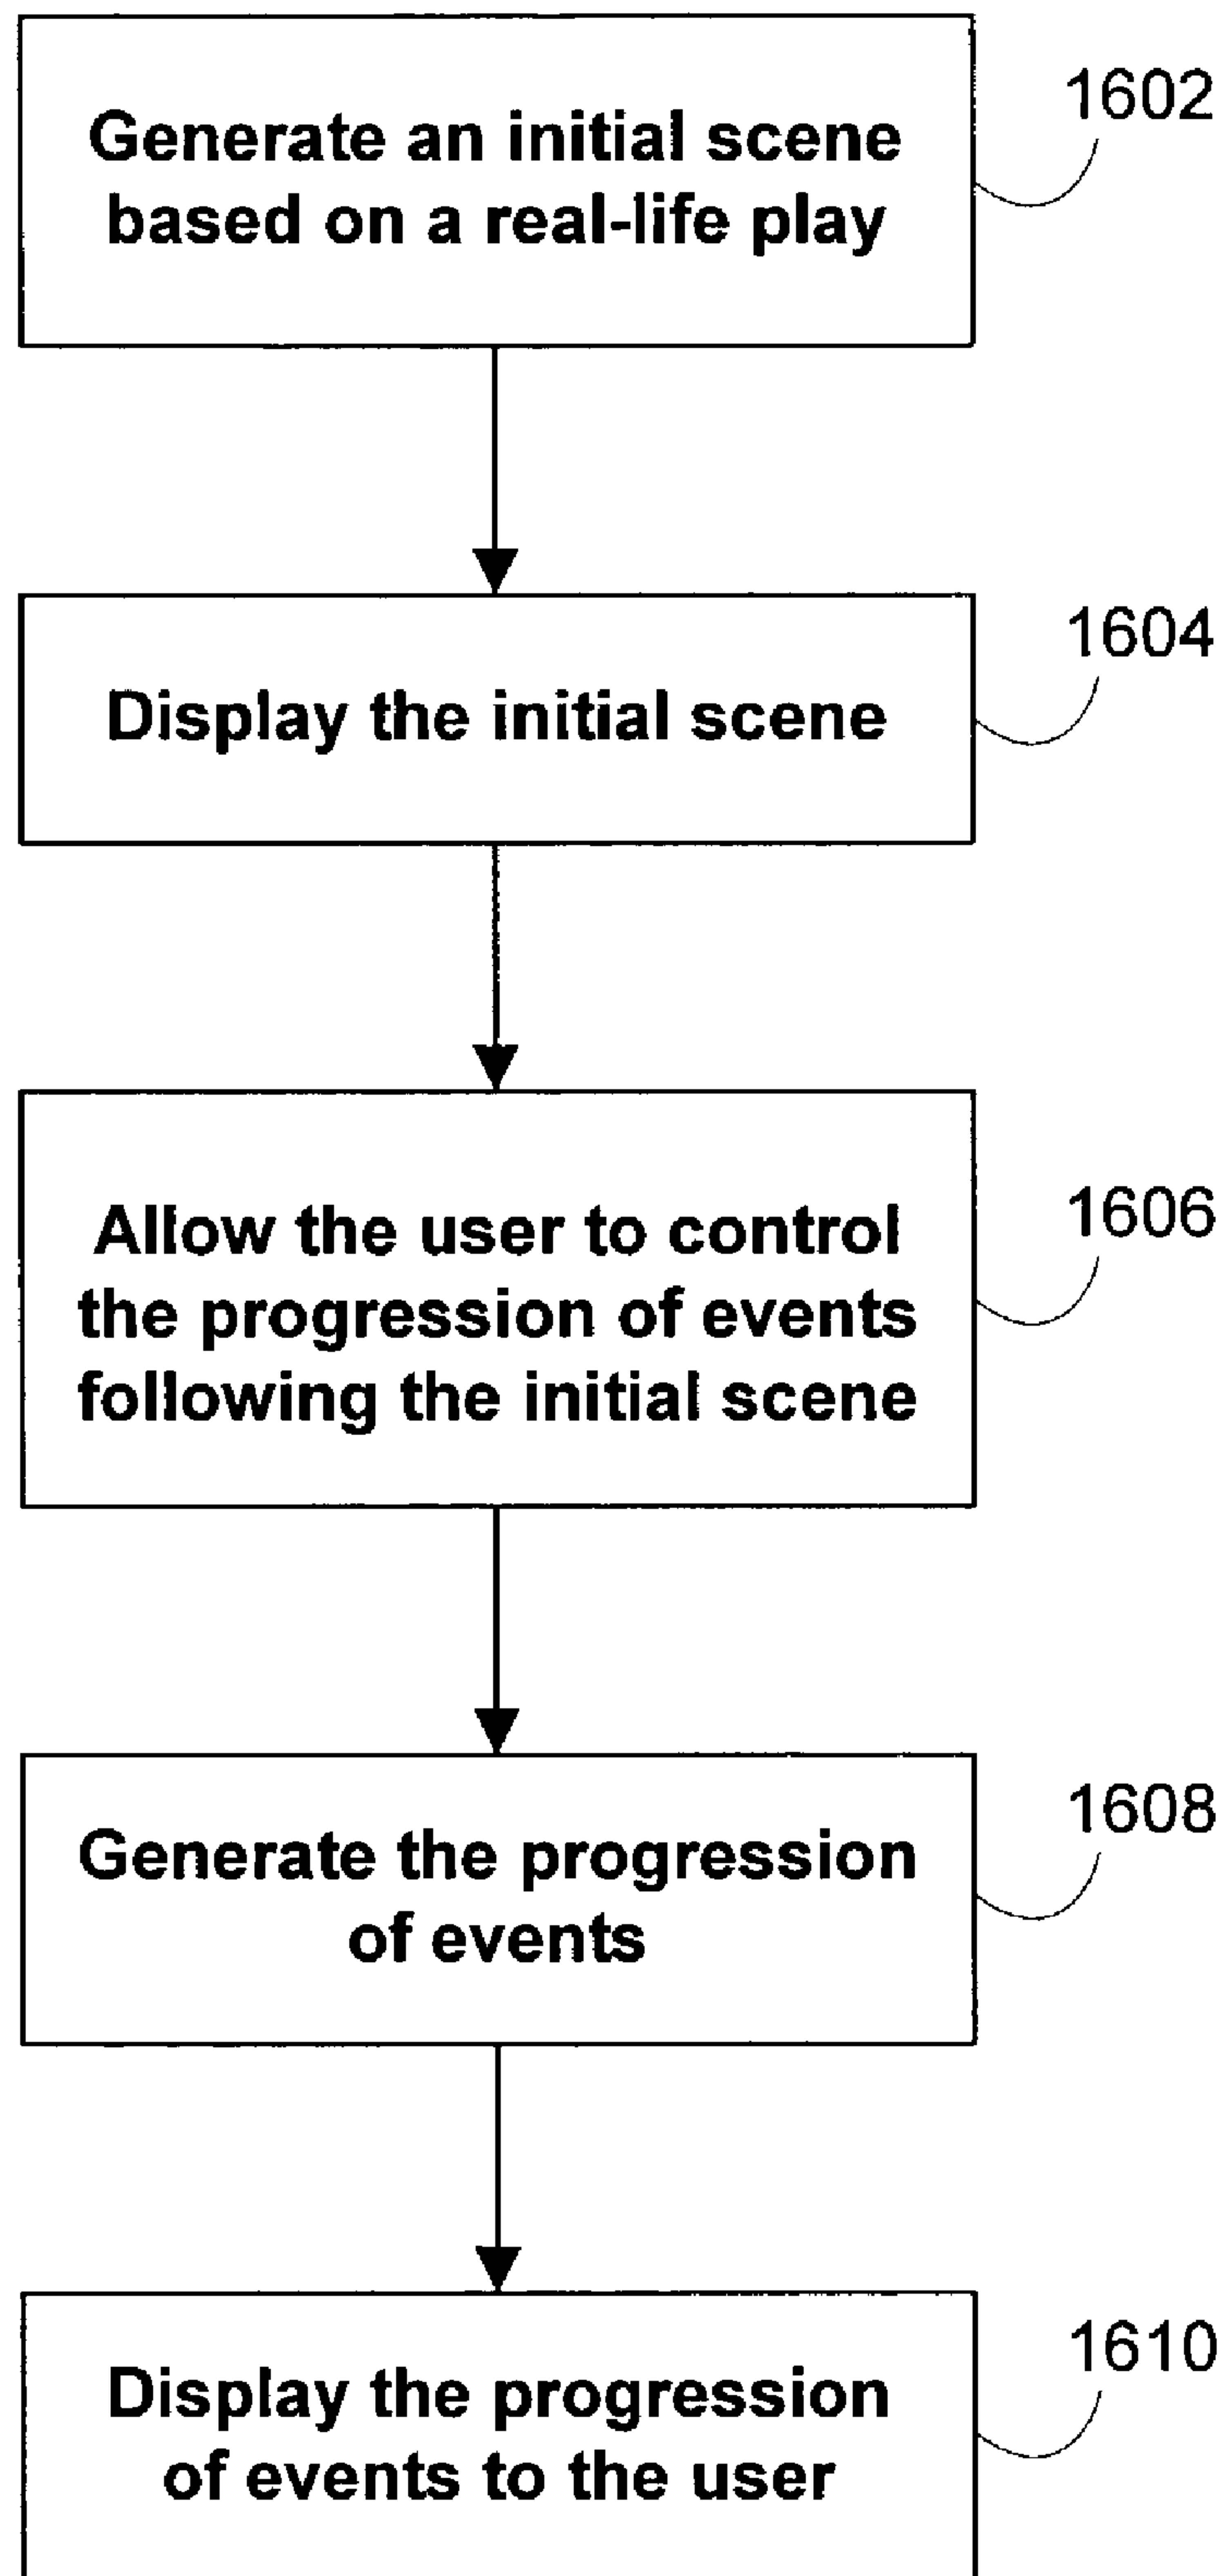 Generate an initial scene
based on a real-life play
1602
Display the initial scene
1604
Allow the user to control
the progression of events
following the initial scene
1606
Generate the progression
of events
1608
Display the progression
of events to the user
1610